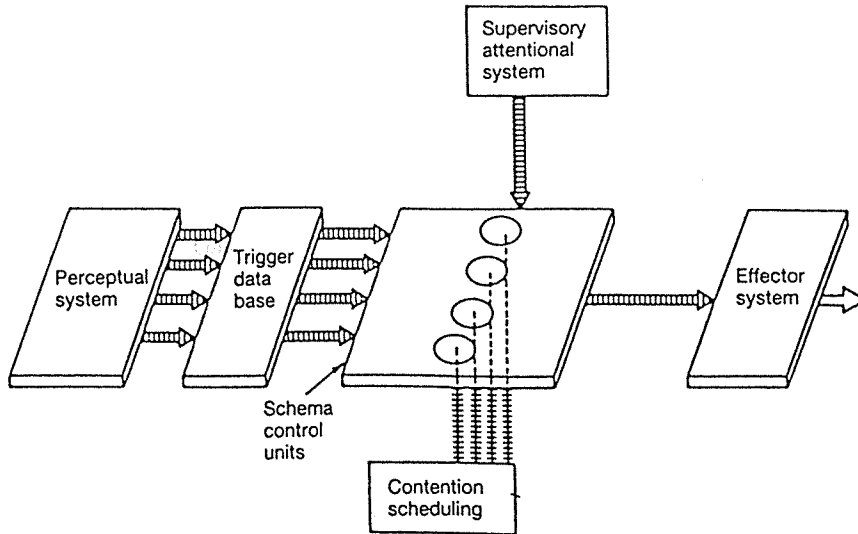 Supervisory
attentional
system
Perceptual
system
Trigger
data
base
Effector
system
Schema
control
units
Contention
scheduling